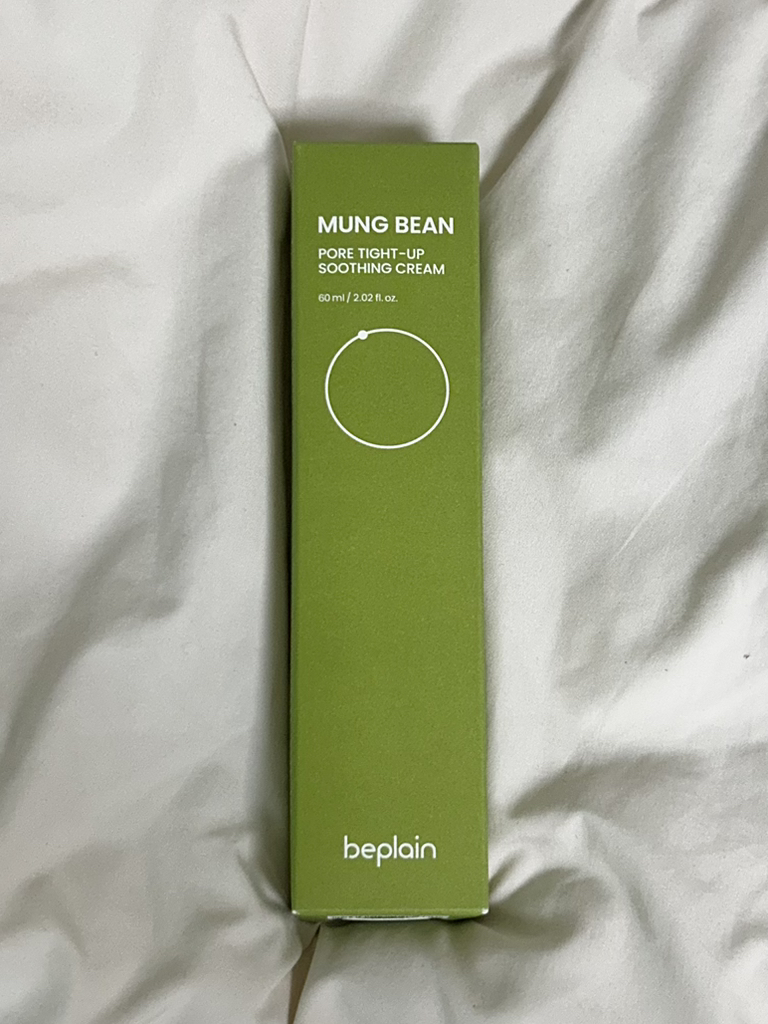 MUNG BEAN
PORE TIGHT-UP
SOOTHING CREAM
60 ml / 2.02 fl. oz.
beplain